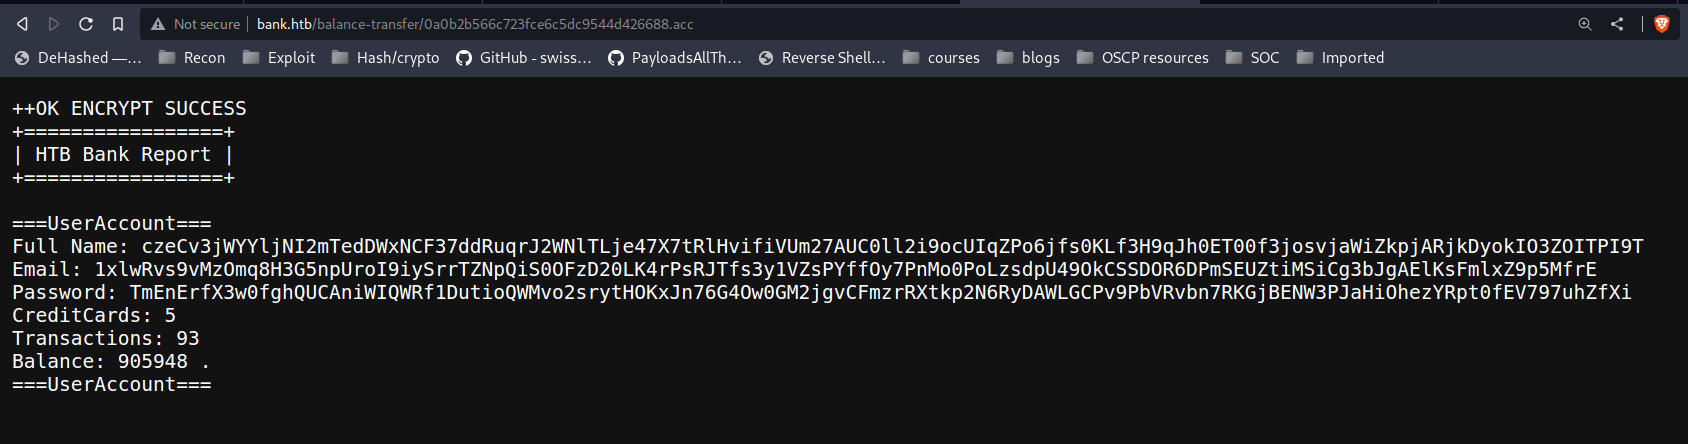 Not secure | bank.htb/balance-transfer/0a0b2b566c723fce6c5dc9544d426688.acc
DeHashed —... Recon Exploit Hash/crypto GitHub - swiss... PayloadsAllTh... Reverse Shell... courses blogs OSCP resources SOC Imported
++OK ENCRYPT SUCCESS
+=================+
| HTB Bank Report |
+=================+
===UserAccount===
Full Name: czeCv3jWYYljNI2mTedDWxNCF37ddRuqrJ2WNlTLje47X7tRlHvifiVUm27AUC0ll2i9ocUIqZPo6jfs0KLf3H9qJh0ET00f3josvjaWiZkpjARjkDyokIO3ZOITPI9T
Email: 1xlwRvs9vMzOmq8H3G5npUroI9iySrrTZNpQiS0OFzD20LK4rPsRJTfs3y1VZsPYffOy7PnMo0PoLzsdpU49OkCSSDOR6DPmSEUZtiMSiCg3bJgAElKsFmlxZ9p5MfrE
Password: TmEnErfX3w0fghQUCAniWIQWRf1DutioQWMvo2srytHOKxJn76G4Ow0GM2jgvCFmzrRXtkp2N6RyDAWLGCPv9PbVRvbn7RKGjBENW3PJaHiOhezYRpt0fEV797uhZfXi
CreditCards: 5
Transactions: 93
Balance: 905948 .
===UserAccount===